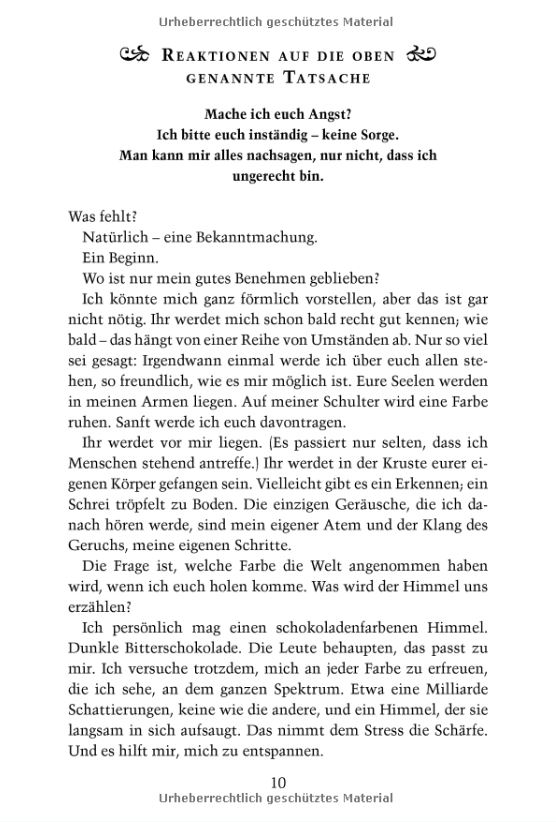 Urheberrechtlich geschütztes Material
Reaktionen auf die oben
genannte Tatsache
Mache ich euch Angst?
Ich bitte euch inständig – keine Sorge.
Man kann mir alles nachsagen, nur nicht, dass ich
ungerecht bin.
Was fehlt?
Natürlich – eine Bekanntmachung.
Ein Beginn.
Wo ist nur mein gutes Benehmen geblieben?
Ich könnte mich ganz förmlich vorstellen, aber das ist gar
nicht nötig. Ihr werdet mich schon bald recht gut kennen; wie
bald – das hängt von einer Reihe von Umständen ab. Nur so viel
sei gesagt: Irgendwann einmal werde ich über euch allen ste-
hen, so freundlich, wie es mir möglich ist. Eure Seelen werden
in meinen Armen liegen. Auf meiner Schulter wird eine Farbe
ruhen. Sanft werde ich euch davontragen.
Ihr werdet vor mir liegen. (Es passiert nur selten, dass ich
Menschen stehend antreffe.) Ihr werdet in der Kruste eurer ei-
genen Körper gefangen sein. Vielleicht gibt es ein Erkennen; ein
Schrei tröpfelt zu Boden. Die einzigen Geräusche, die ich da-
nach hören werde, sind mein eigener Atem und der Klang des
Geruchs, meine eigenen Schritte.
Die Frage ist, welche Farbe die Welt angenommen haben
wird, wenn ich euch holen komme. Was wird der Himmel uns
erzählen?
Ich persönlich mag einen schokoladenfarbenen Himmel.
Dunkle Bitterschokolade. Die Leute behaupten, das passt zu
mir. Ich versuche trotzdem, mich an jeder Farbe zu erfreuen,
die ich sehe, an dem ganzen Spektrum. Etwa eine Milliarde
Schattierungen, keine wie die andere, und ein Himmel, der sie
langsam in sich aufsaugt. Das nimmt dem Stress die Schärfe.
Und es hilft mir, mich zu entspannen.
10
Urheberrechtlich geschütztes Material